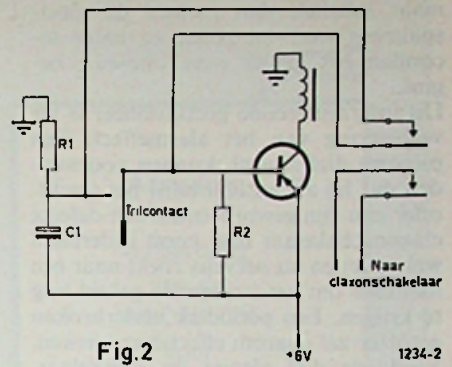 R1
C1
Trilcontact
R2
Naar
claxonschakelaar
Fig.2
+6V
1234-2